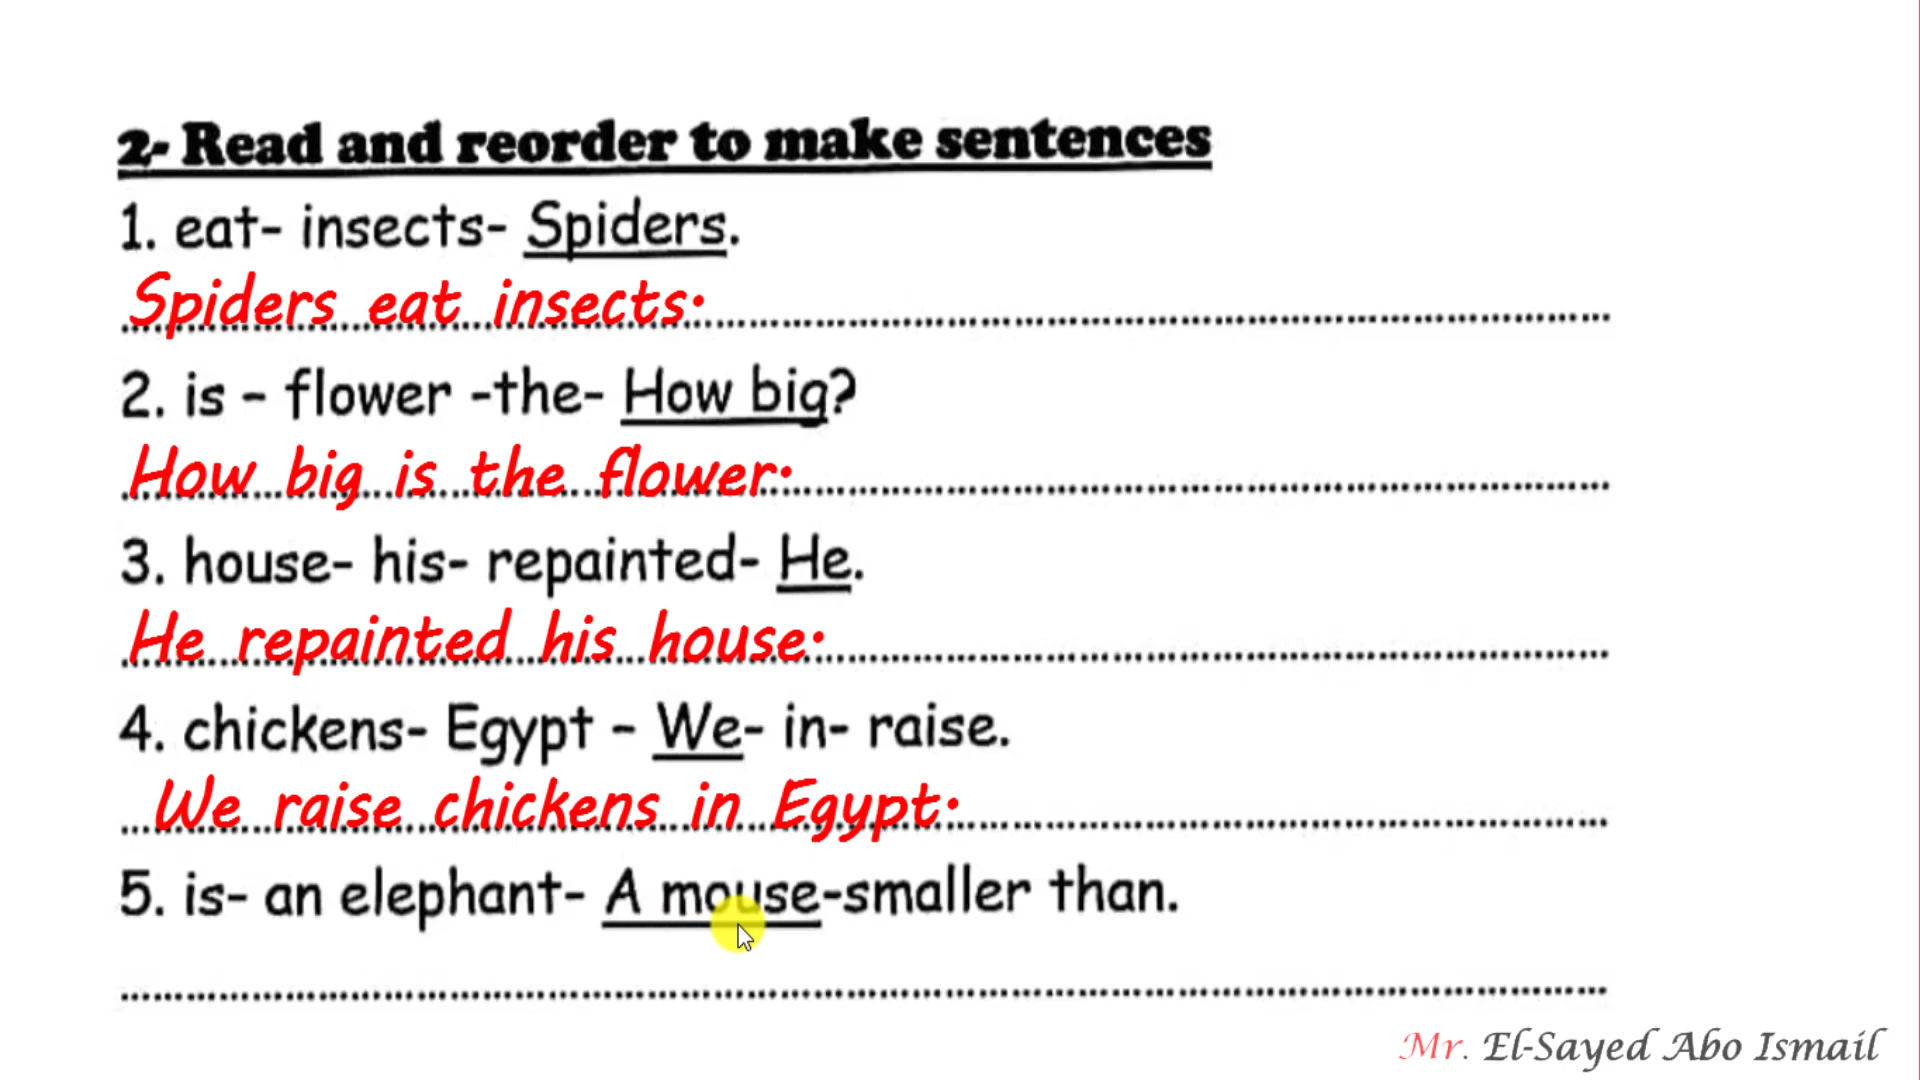 2- Read and reorder to make sentences
1. eat- insects- Spiders.
Spiders eat insects.
2. is - flower -the- How big?
How big is the flower.
3. house- his- repainted- He.
He repainted his house.
4. chickens- Egypt - We- in- raise.
We raise chickens in Egypt.
5. is- an elephant- A mouse-smaller than.
Mr. El-Sayed Abo Ismail